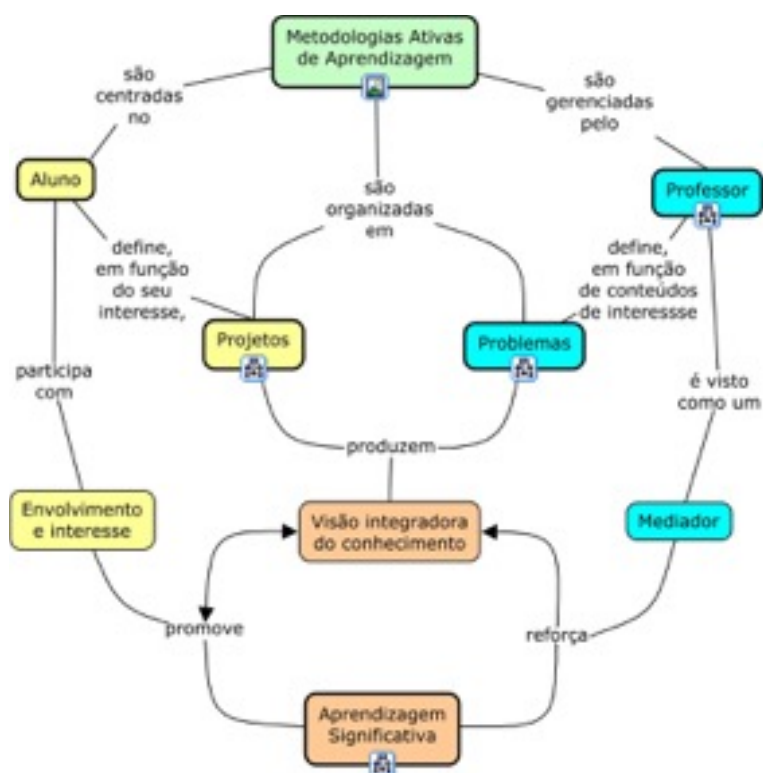 Metodologias Ativas
de Aprendizagem
são
centradas
no
são
gerenciadas
pelo
Aluno
Professor
são
organizadas
em
define,
em função
do seu
interesse,
define,
em função
de conteúdos
de interessse
Projetos
Problemas
participa
com
é visto
como um
produzem
Envolvimento
e interesse
Visão integradora
do conhecimento
Mediador
promove
reforça
Aprendizagem
Significativa